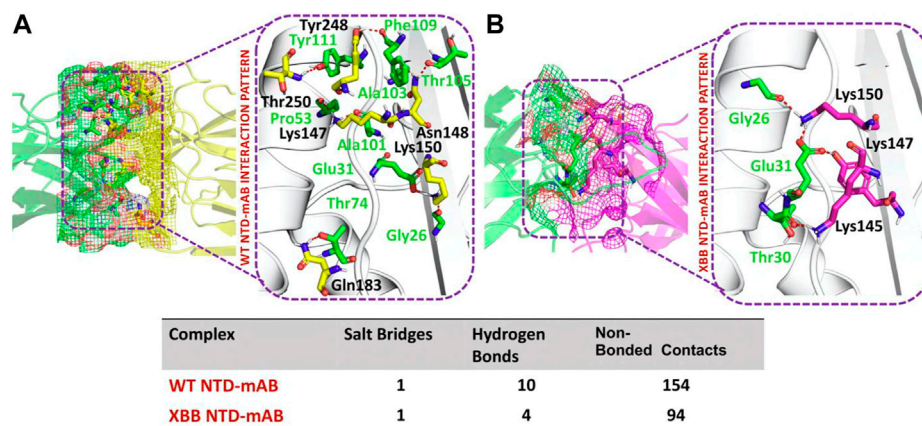 A
WT NTD-mAB INTERACTION PATTERN
Tyr248
Phe109
Tyr111
Ala103
Thr105
Thr250
Pro53
Lys147
Asn148
Ala101
Lys150
Glu31
Thr74
Gly26
Gln183
B
XBB NTD-mAB INTERACTION PATTERN
Lys150
Gly26
Lys147
Glu31
Lys145
Thr30
Complex Salt Bridges Hydrogen Bonds Non-Bonded Contacts
WT NTD-mAB 1 10 154
XBB NTD-mAB 1 4 94